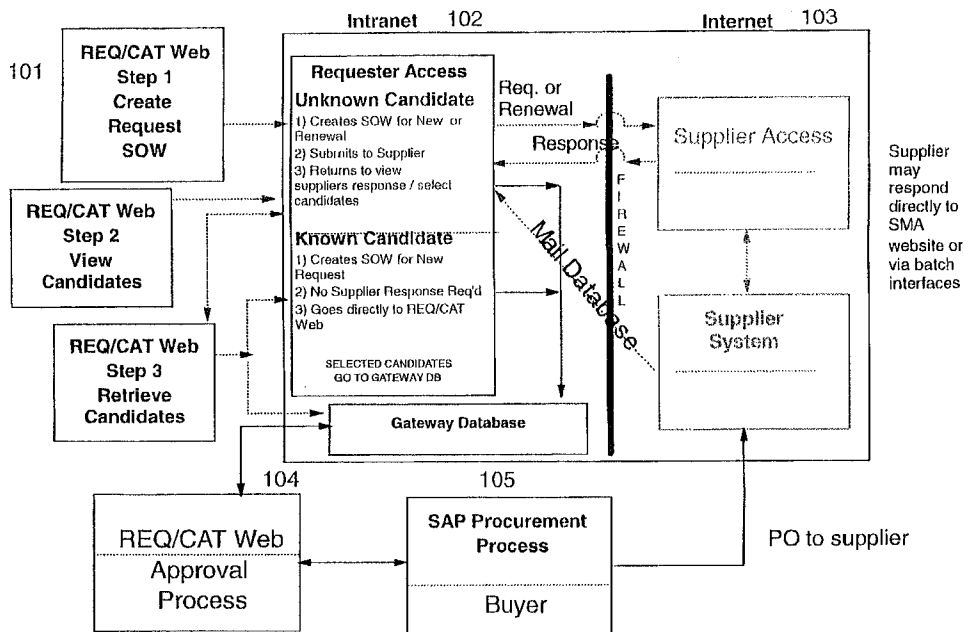 Intranet 102
Internet 103
101
REQ/CAT Web
Step 1
Create
Request
SOW
REQ/CAT Web
Step 2
View
Candidates
REQ/CAT Web
Step 3
Retrieve
Candidates
Requester Access
Unknown Candidate
1) Creates SOW for New or
Renewal
2) Submits to Supplier
3) Returns to view
suppliers response / select
candidates
Known Candidate
1) Creates SOW for New
Request
2) No Supplier Response Req'd
3) Goes directly to REQ/CAT
Web
SELECTED CANDIDATES
GO TO GATEWAY DB
Gateway Database
Req. or
Renewal
Response
Mail Database
FIREWALL
Supplier Access
Supplier
System
Supplier
may
respond
directly to
SMA
website or
via batch
interfaces
104
REQ/CAT Web
Approval
Process
105
SAP Procurement
Process
Buyer
PO to supplier